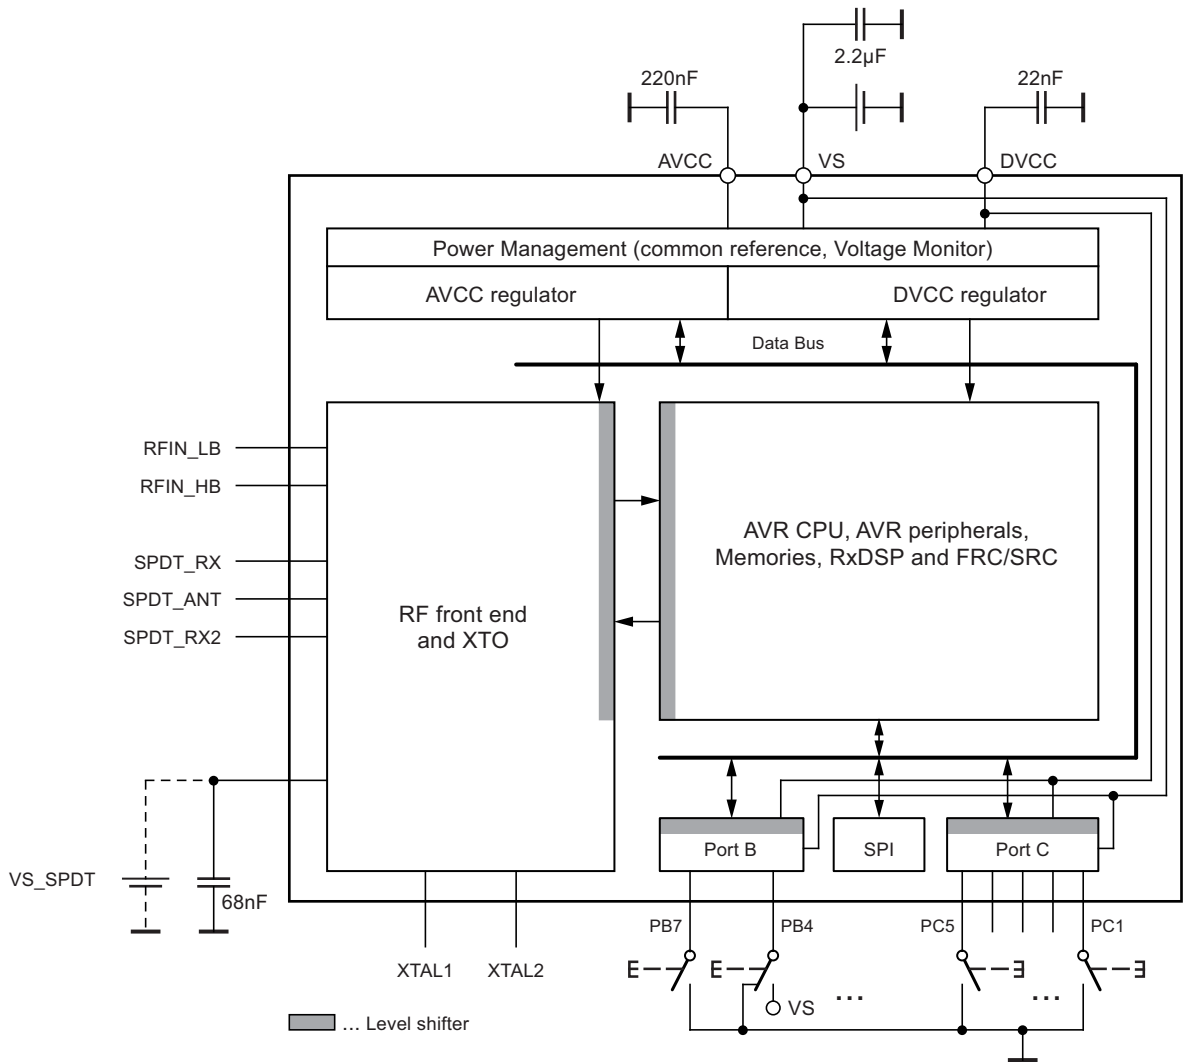 2.2µF
220nF
22nF
AVCC
VS
DVCC
Power Management (common reference, Voltage Monitor)
AVCC regulator
DVCC regulator
Data Bus
RFIN_LB
RFIN_HB
SPDT_RX
SPDT_ANT
SPDT_RX2
RF front end
and XTO
AVR CPU, AVR peripherals,
Memories, RxDSP and FRC/SRC
VS_SPDT
68nF
Port B
SPI
Port C
PB7
PB4
PC5
PC1
XTAL1
XTAL2
VS
...
...
... Level shifter